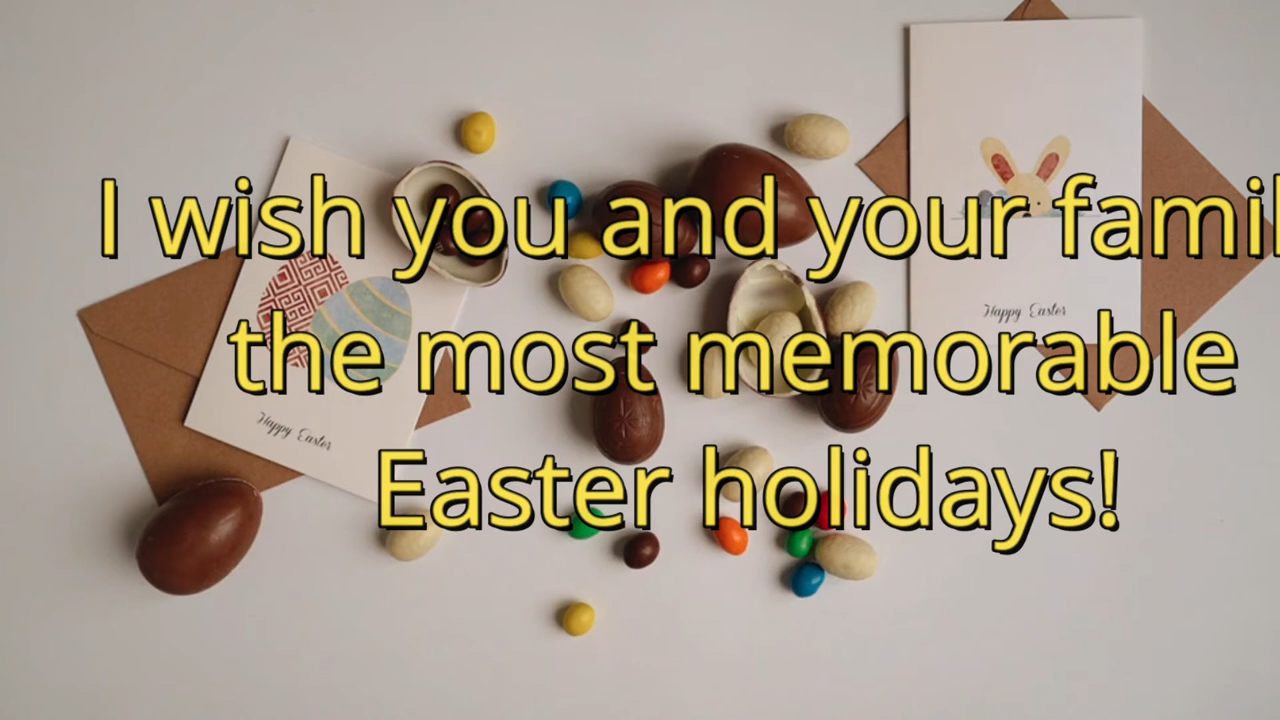 I wish you and your famil
the most memorable
Easter holidays!
Happy Easter
Happy Easter